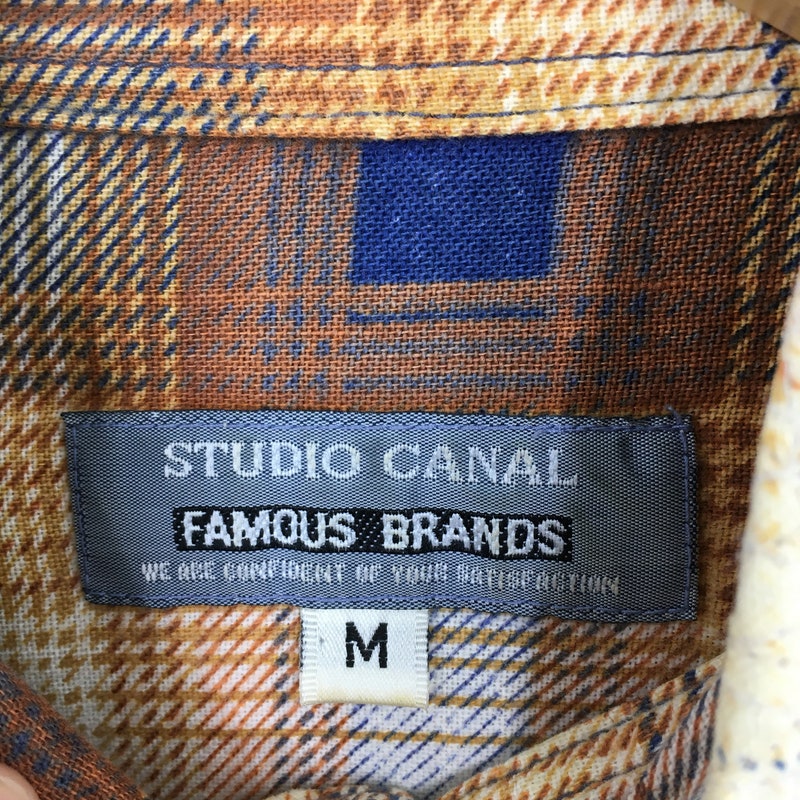 STUDIO CANAL
FAMOUS BRANDS
WE ARE CONFIDENT OF YOUR SATISFACTION
M